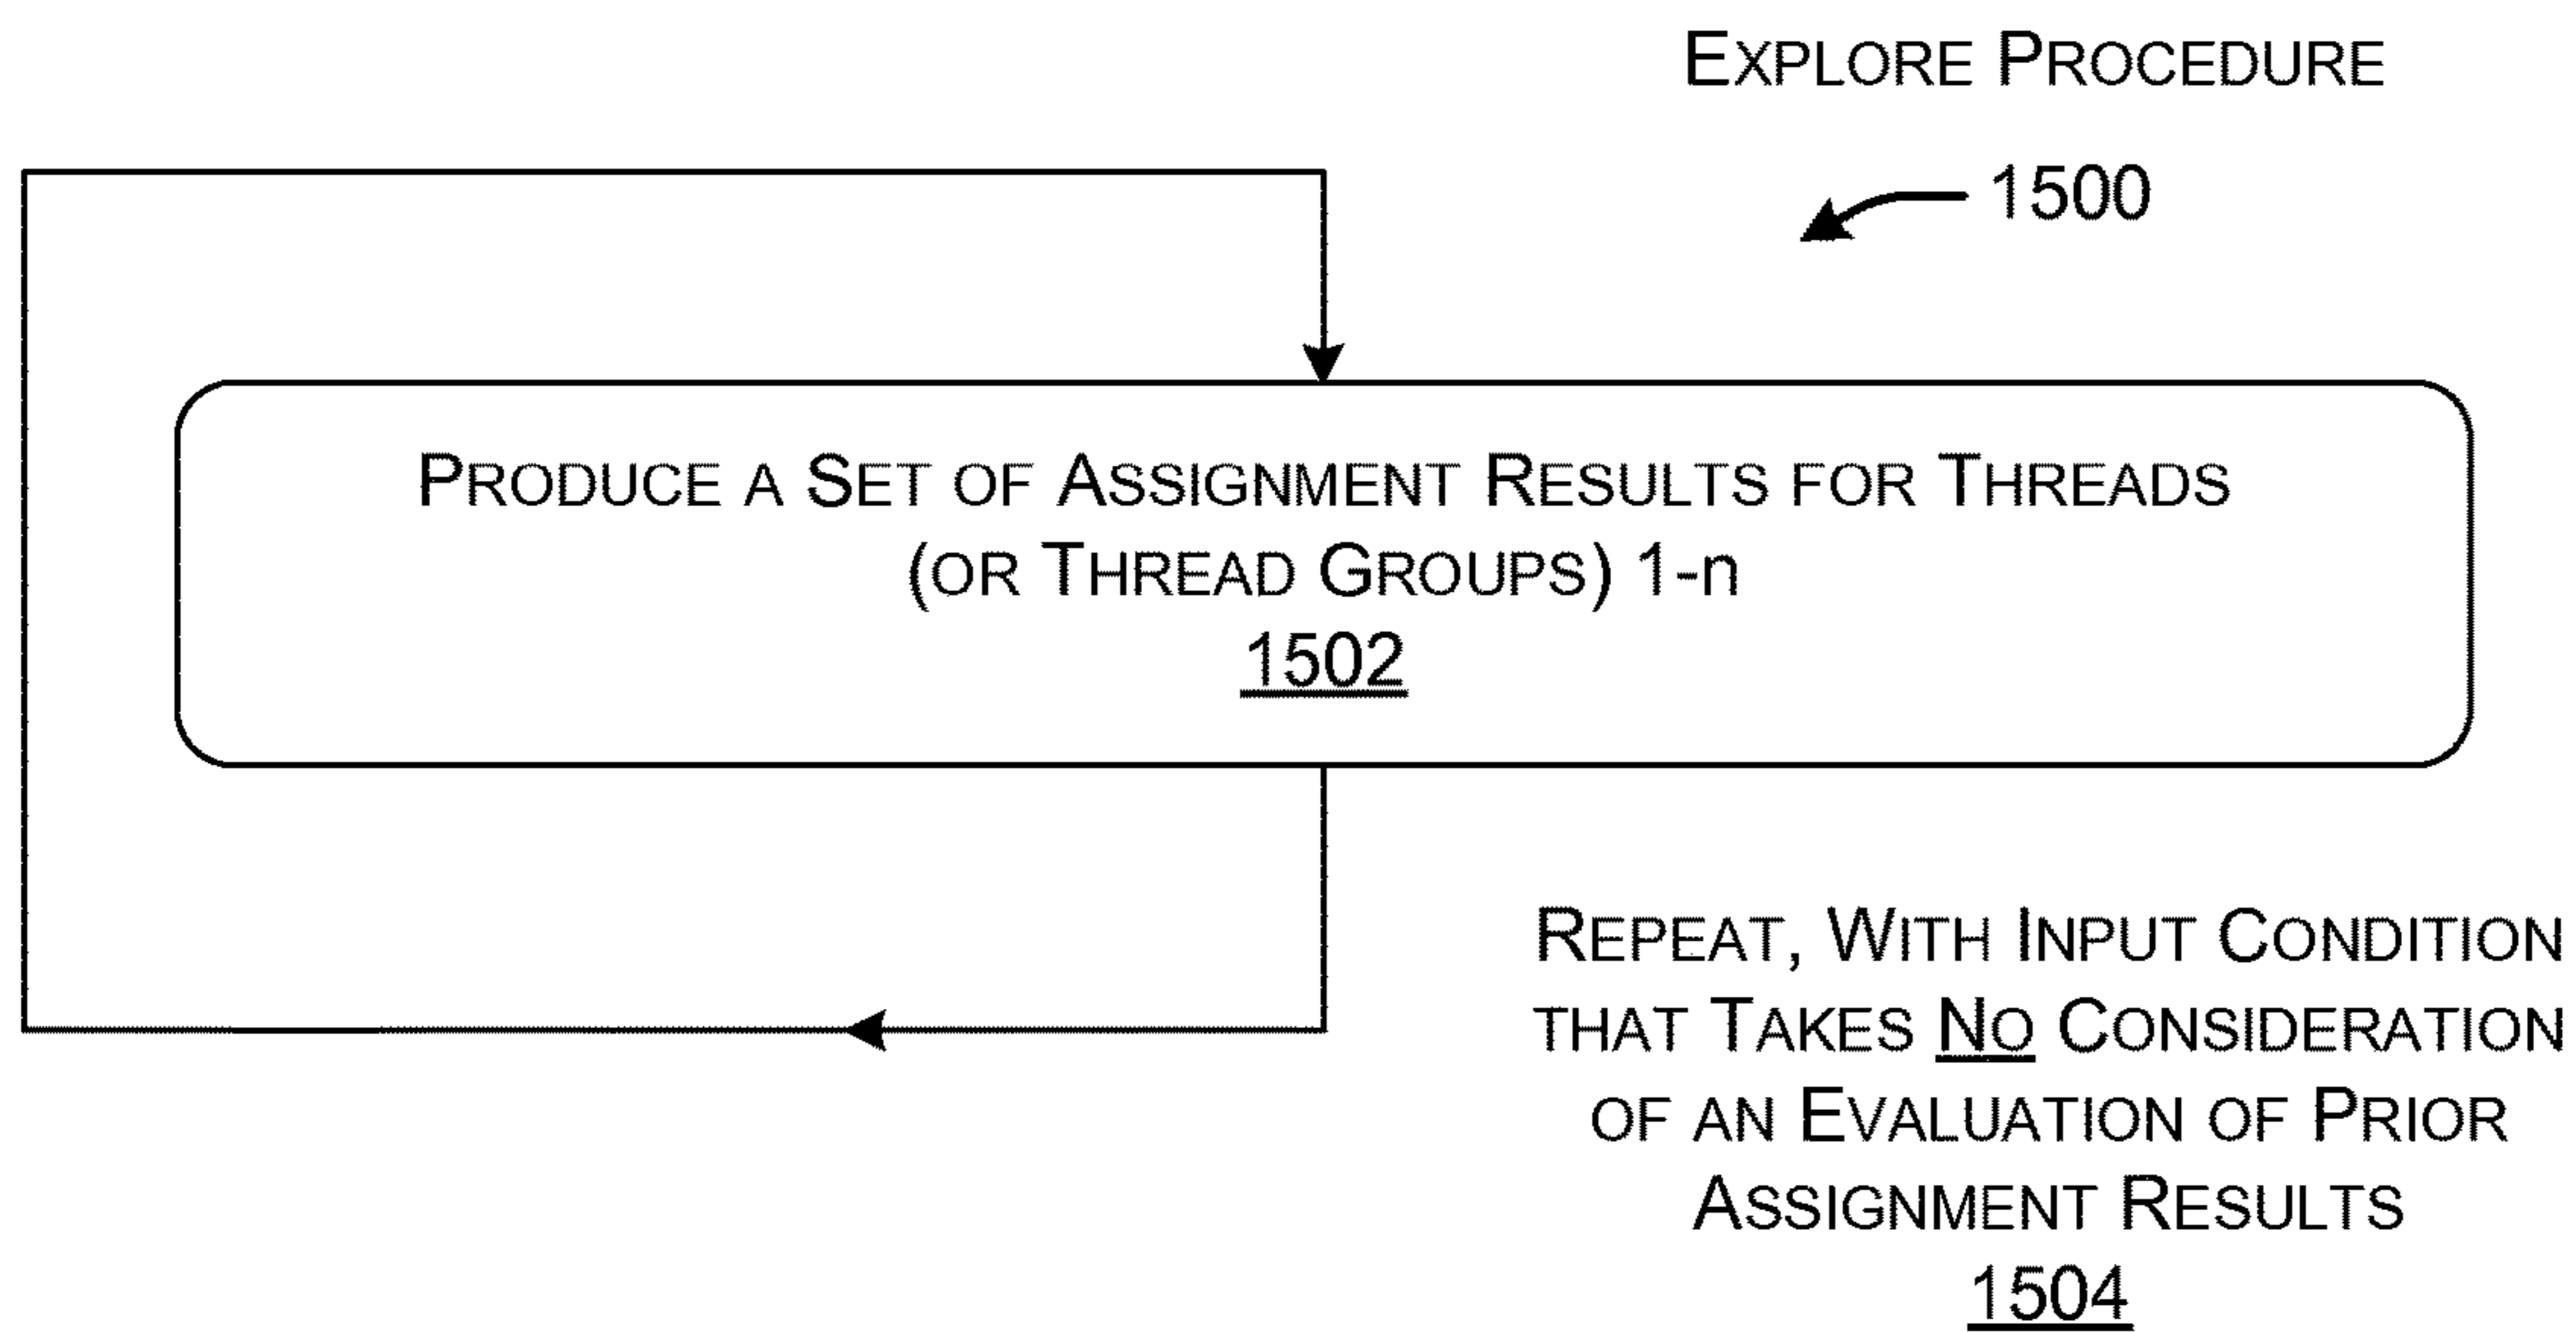 EXPLORE PROCEDURE
1500
PRODUCE A SET OF ASSIGNMENT RESULTS FOR THREADS
(OR THREAD GROUPS) 1-n
1502
REPEAT, WITH INPUT CONDITION
THAT TAKES NO CONSIDERATION
OF AN EVALUATION OF PRIOR
ASSIGNMENT RESULTS
1504